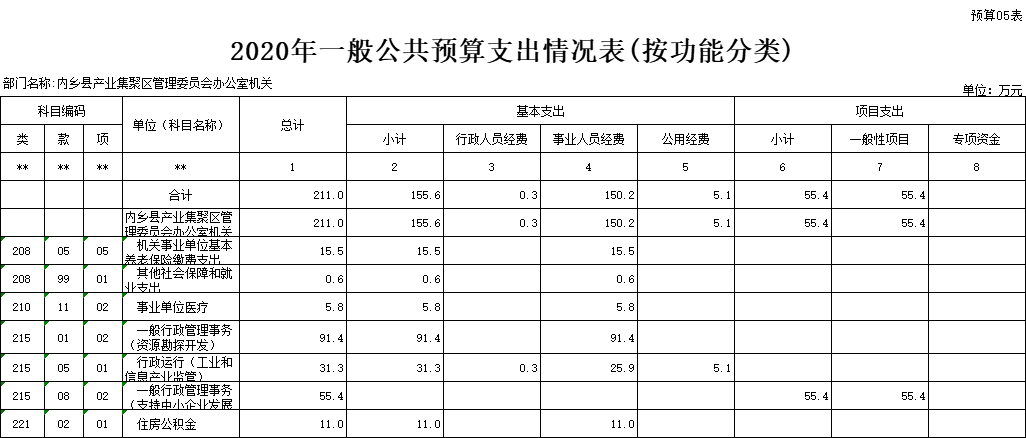 预算05表
2020年一般公共预算支出情况表(按功能分类)
部门名称:内乡县产业集聚区管理委员会办公室机关
单位：万元
科目编码 单位（科目名称） 总计 基本支出 项目支出
类 款 项 小计 行政人员经费 事业人员经费 公用经费 小计 一般性项目 专项资金
** ** ** ** 1 2 3 4 5 6 7 8
合计 211.0 155.6 0.3 150.2 5.1 55.4 55.4
内乡县产业集聚区管
理委员会办公室机关 211.0 155.6 0.3 150.2 5.1 55.4 55.4
208 05 05 机关事业单位基本
养老保险缴费支出 15.5 15.5 15.5
208 99 01 其他社会保障和就
业支出 0.6 0.6 0.6
210 11 02 事业单位医疗 5.8 5.8 5.8
215 01 02 一般行政管理事务
（资源勘探开发） 91.4 91.4 91.4
215 05 01 行政运行（工业和
信息产业监管） 31.3 31.3 0.3 25.9 5.1
215 08 02 一般行政管理事务
（支持中小企业发展 55.4 55.4 55.4
221 02 01 住房公积金 11.0 11.0 11.0